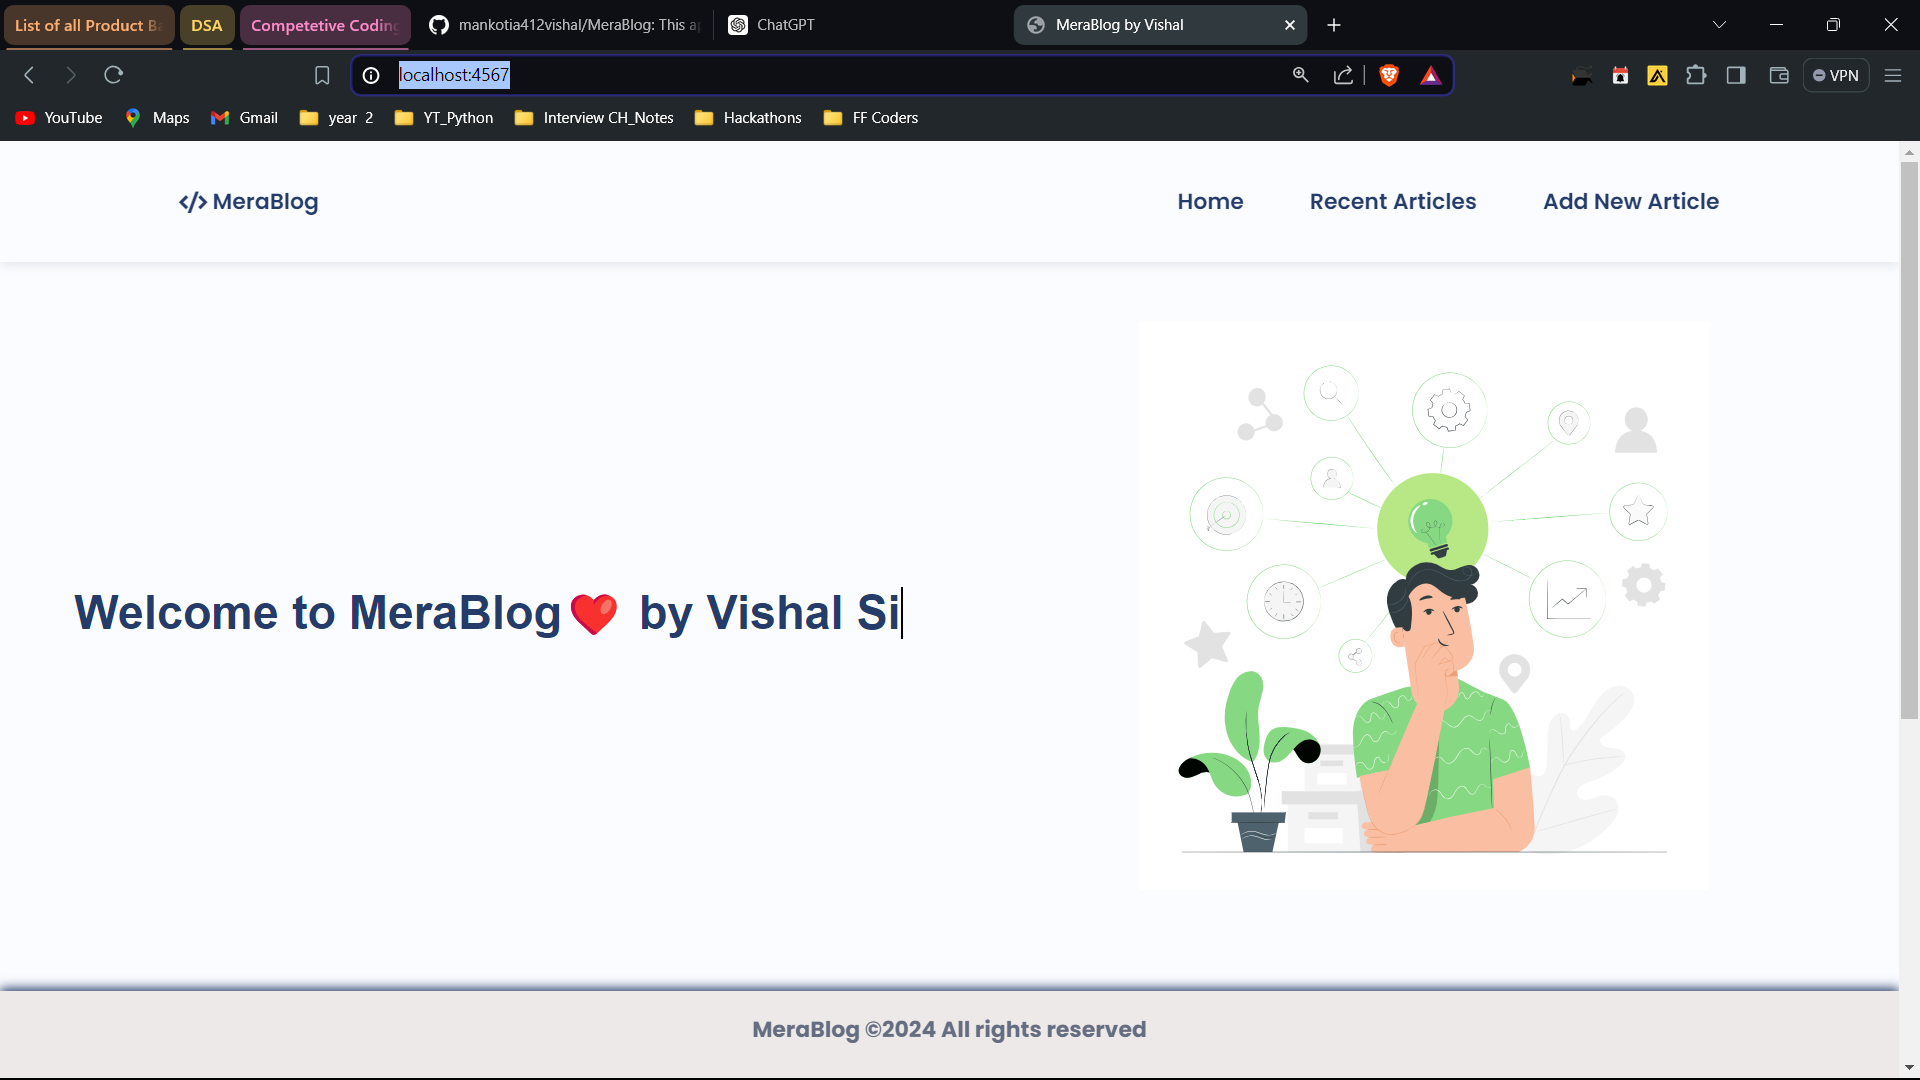 List of all Product Ba
DSA
Competetive Coding
mankotia412vishal/MeraBlog: This a
ChatGPT
MeraBlog by Vishal
localhost:4567
VPN
YouTube
Maps
Gmail
year 2
YT_Python
Interview CH_Notes
Hackathons
FF Coders
</> MeraBlog
Home
Recent Articles
Add New Article
Welcome to MeraBlog❤️ by Vishal Si
MeraBlog ©2024 All rights reserved